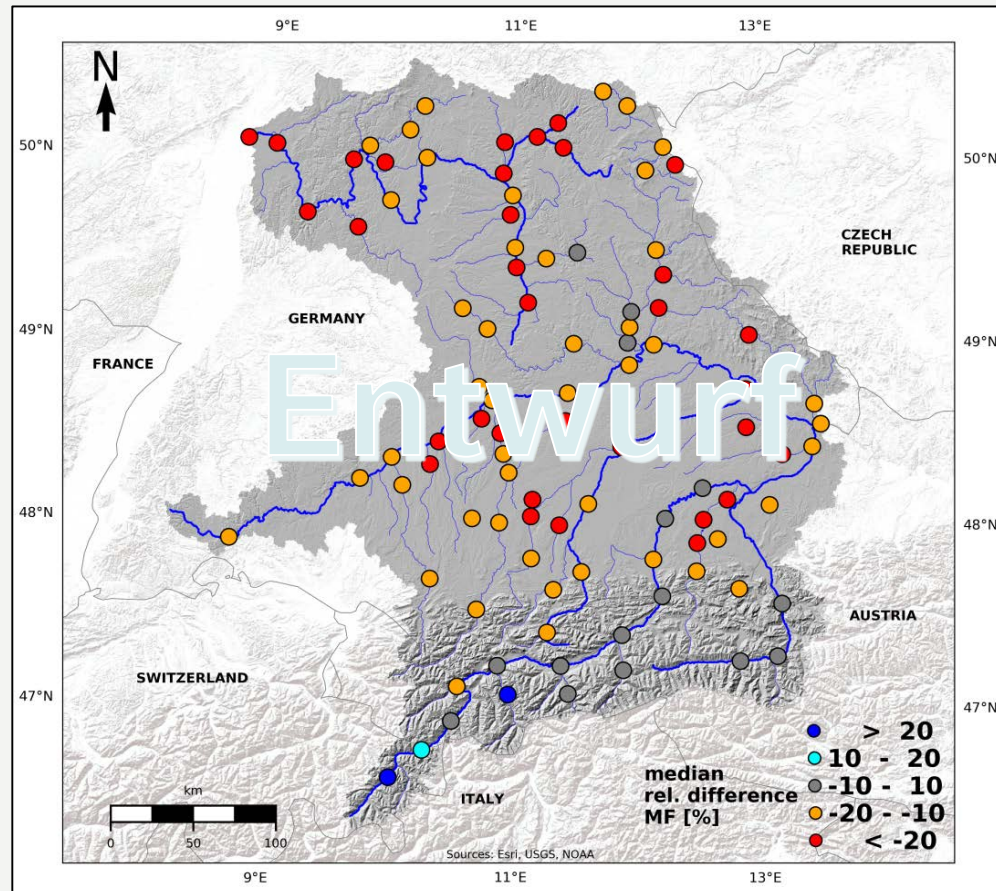 9°E 11°E 13°E
N
50°N 50°N
CZECH
REPUBLIC
49°N GERMANY 49°N
FRANCE
Entwurf
48°N 48°N
AUSTRIA
SWITZERLAND
47°N 47°N
> 20
10 - 20
median
rel. difference
MF [%]
-10 - 10
-20 - -10
< -20
km
ITALY
0 50 100
Sources: Esri, USGS, NOAA
9°E 11°E 13°E